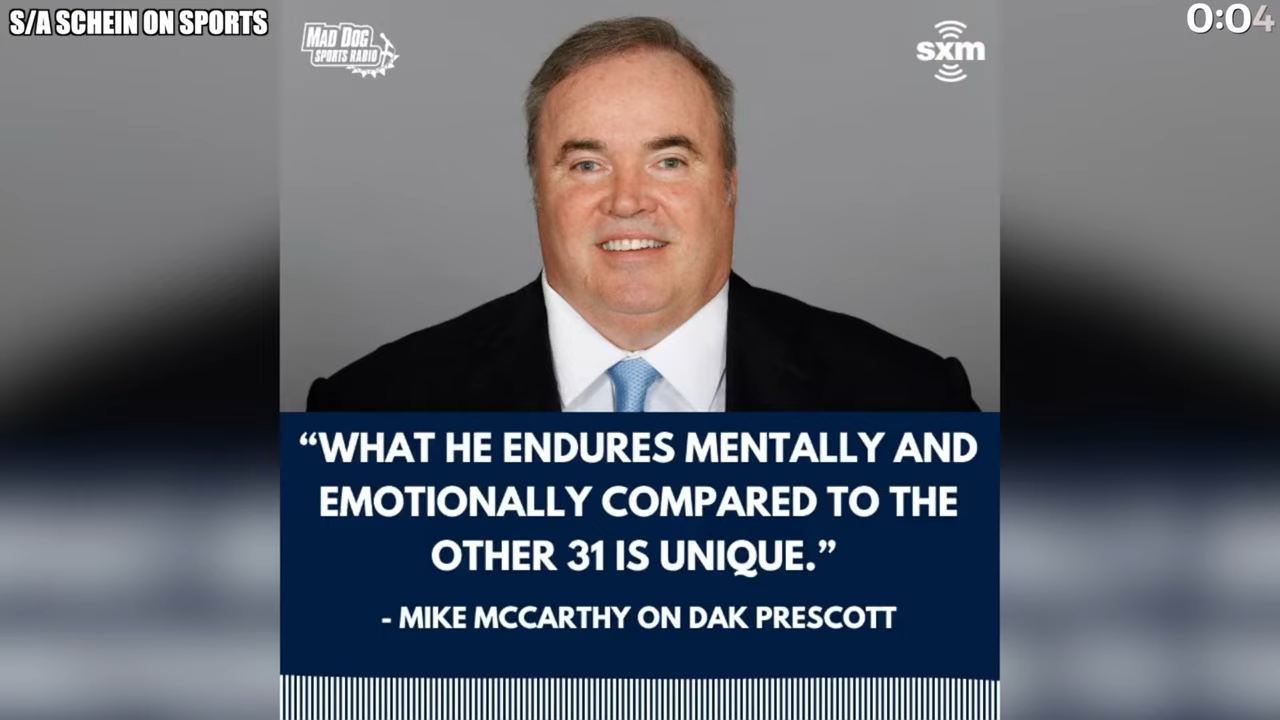 S/A SCHEIN ON SPORTS
0:04
MAD DOG
SPORTS RADIO
sxm
“WHAT HE ENDURES MENTALLY AND
EMOTIONALLY COMPARED TO THE
OTHER 31 IS UNIQUE.”
- MIKE MCCARTHY ON DAK PRESCOTT